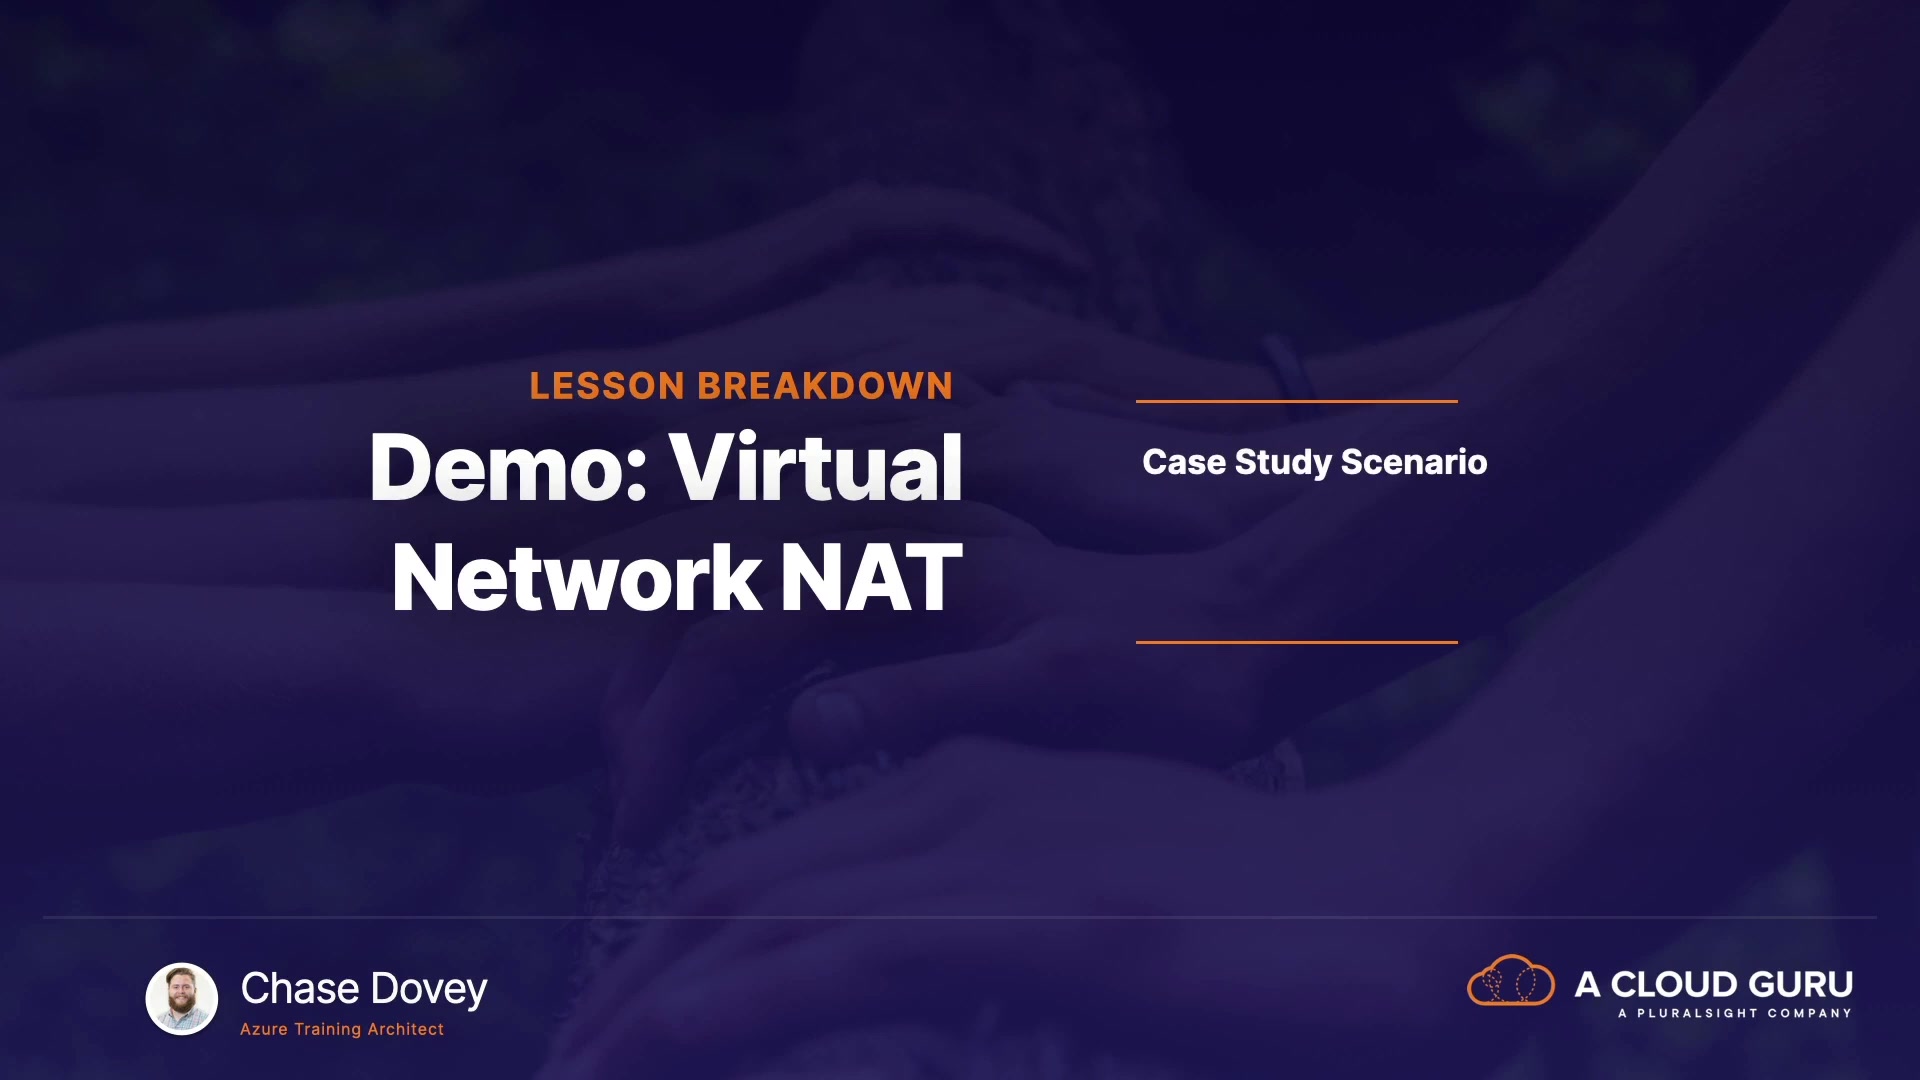 LESSON BREAKDOWN
Demo: Virtual
Network NAT
Case Study Scenario
Chase Dovey
Azure Training Architect
A CLOUD GURU
A PLURALSIGHT COMPANY